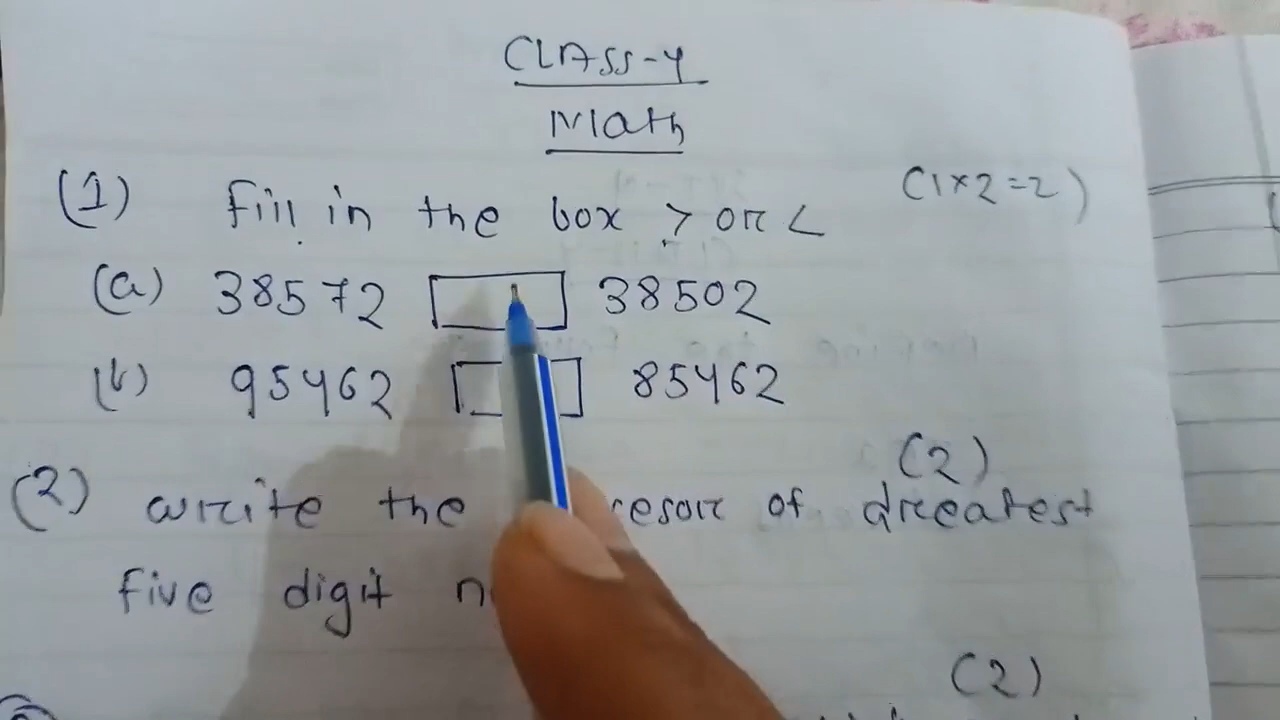 CLASS-4
Math
(1) Fill in the box > or < (1×2=2)
(a) 38572 38502
(b) 95462 85462
(2)
(2) write the of greatest
five digit
(2)